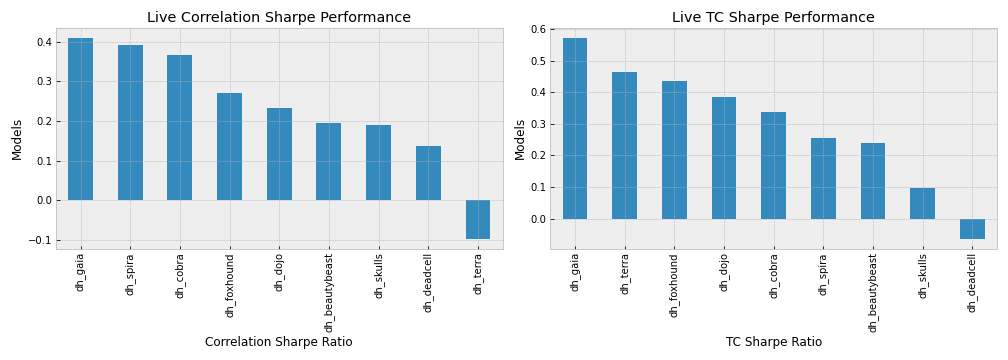 Live Correlation Sharpe Performance
Models
0.4
0.3
0.2
0.1
0.0
−0.1
dh_gaia
dh_spira
dh_cobra
dh_foxhound
dh_dojo
dh_beautybeast
dh_skulls
dh_deadcell
dh_terra
Correlation Sharpe Ratio
Live TC Sharpe Performance
Models
0.6
0.5
0.4
0.3
0.2
0.1
0.0
dh_gaia
dh_terra
dh_foxhound
dh_dojo
dh_cobra
dh_spira
dh_beautybeast
dh_skulls
dh_deadcell
TC Sharpe Ratio